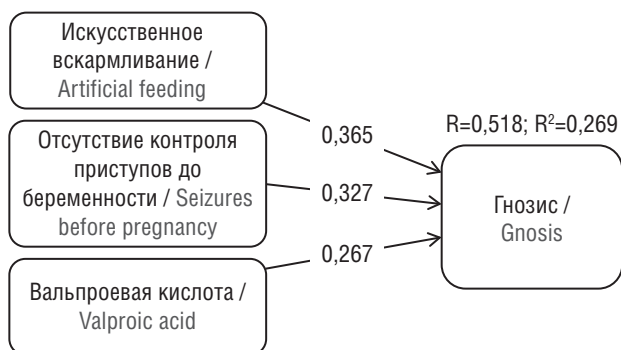 Искусственное
вскармливание /
Artificial feeding
Отсутствие контроля
приступов до
беременности / Seizures
before pregnancy
Вальпроевая кислота /
Valproic acid
0,365
0,327
0,267
R=0,518; R²=0,269
Гнозис /
Gnosis